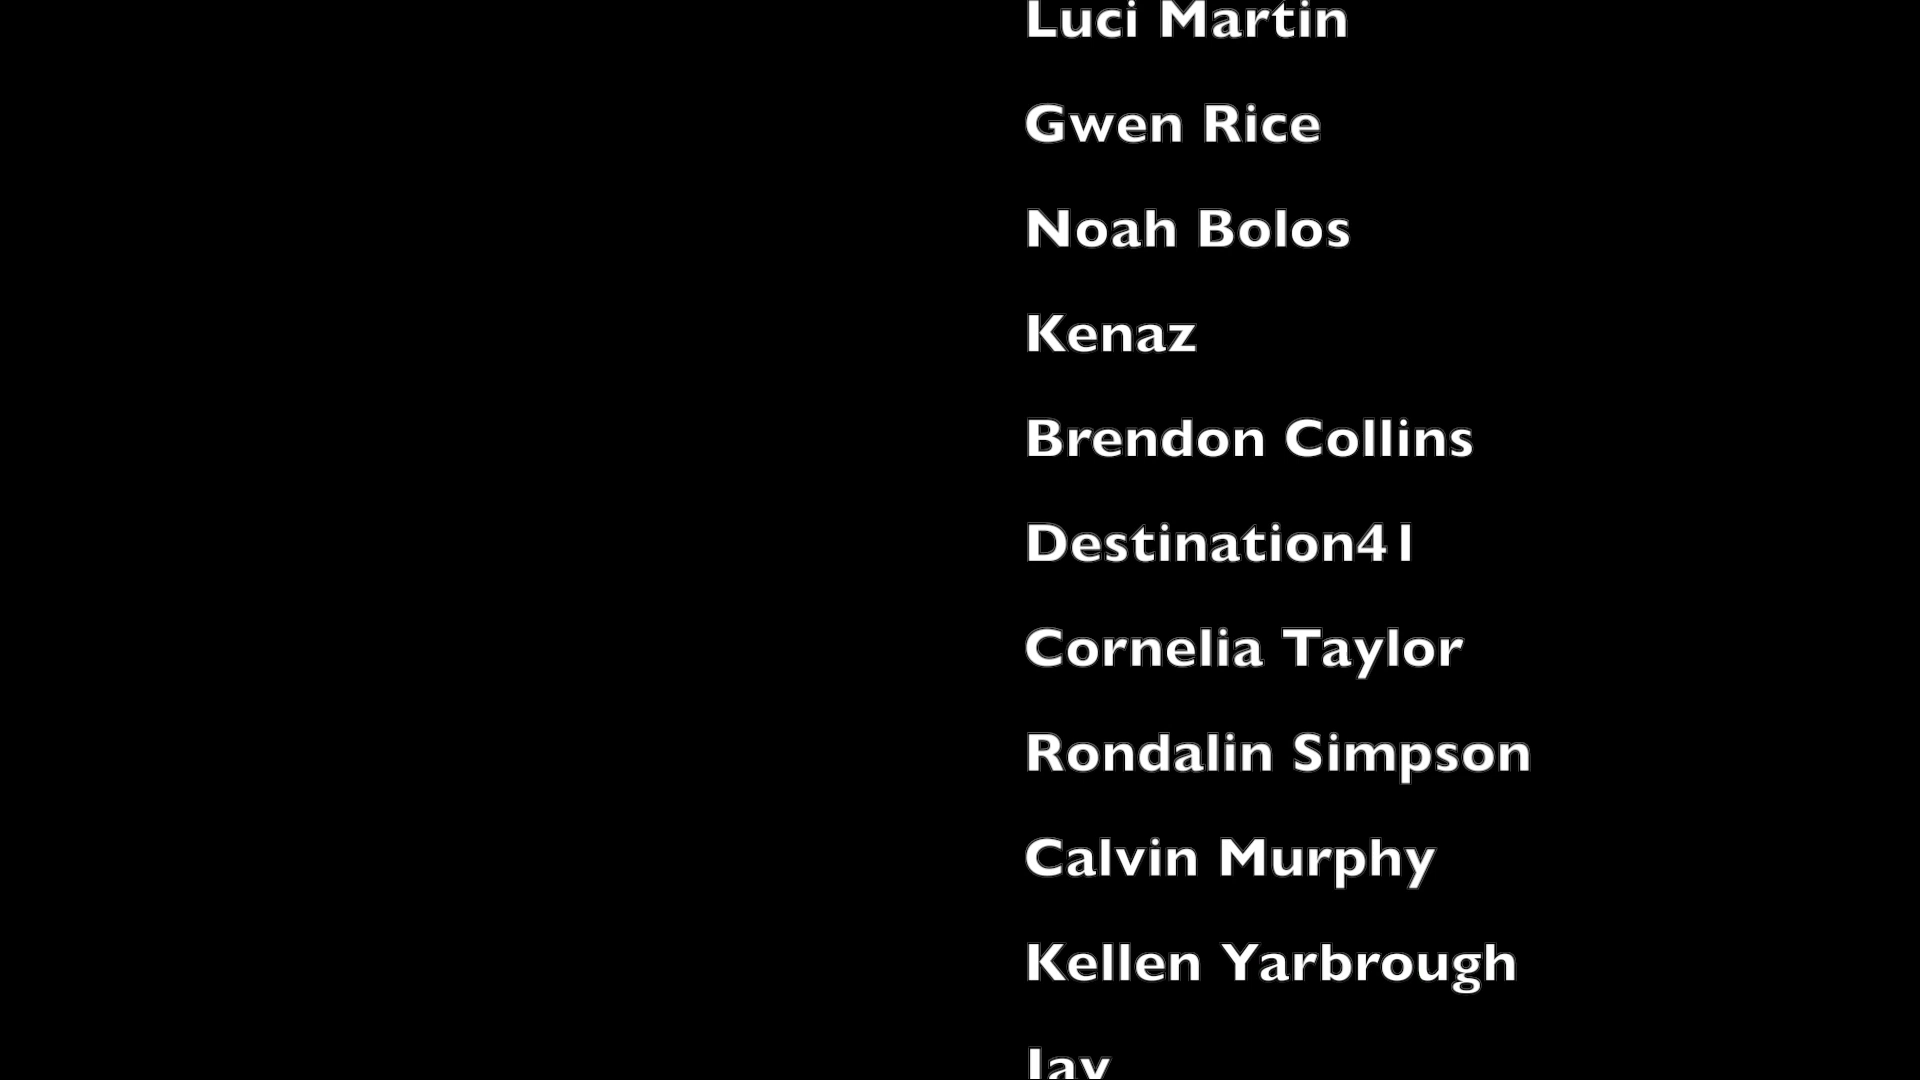 Luci Martin
Gwen Rice
Noah Bolos
Kenaz
Brendon Collins
Destination41
Cornelia Taylor
Rondalin Simpson
Calvin Murphy
Kellen Yarbrough